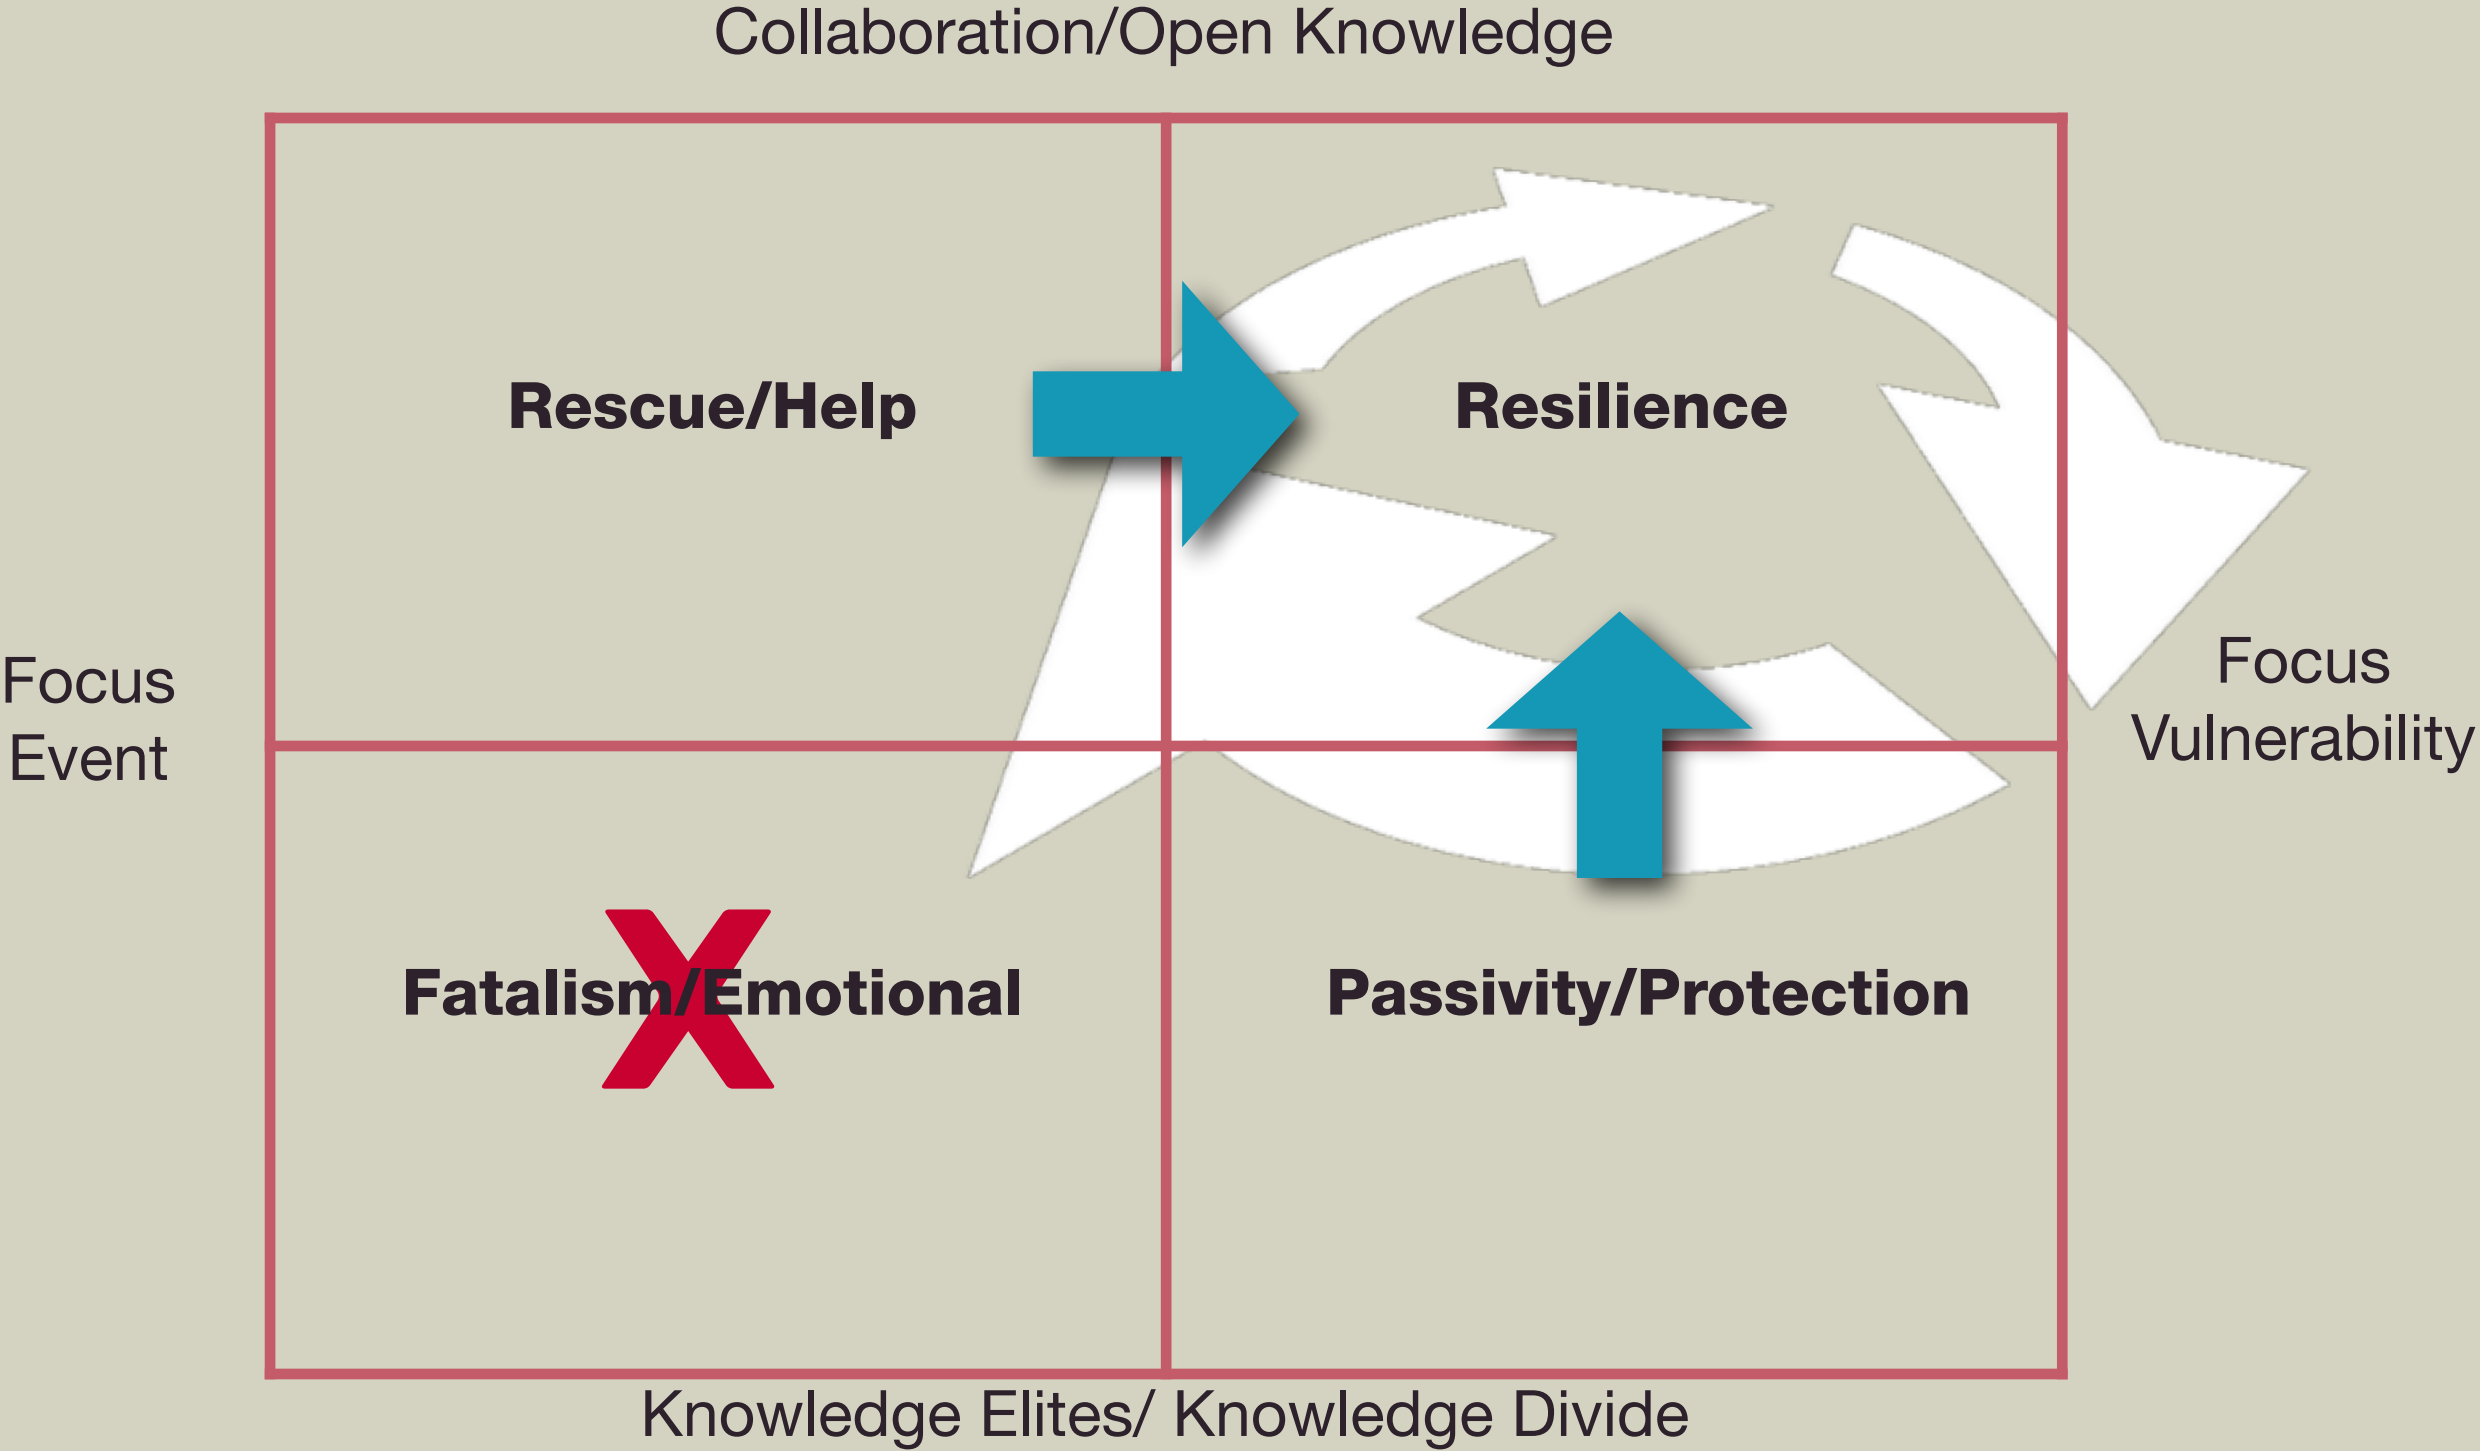 Collaboration/Open Knowledge
Rescue/Help
Resilience
Focus
Event
Focus
Vulnerability
X
Fatalism/Emotional
Passivity/Protection
Knowledge Elites/ Knowledge Divide